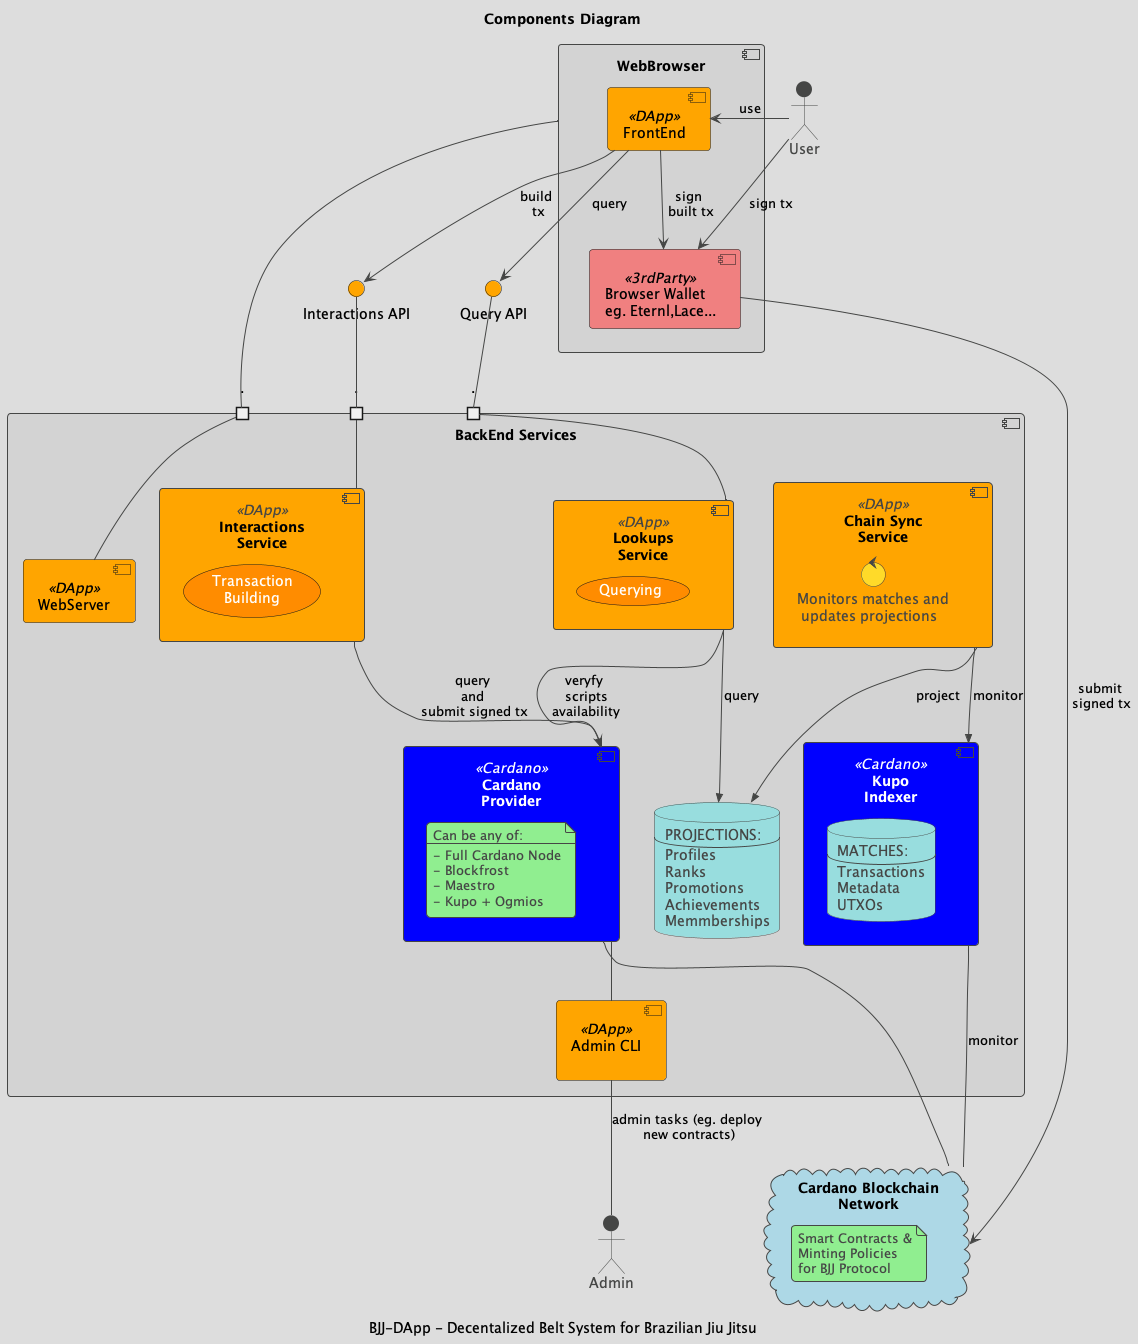 Components Diagram
WebBrowser
«DApp»
FrontEnd
use
User
build
tx
query
sign
built tx
sign tx
«3rdParty»
Browser Wallet
eg. Eternl,Lace...
Interactions API
Query API
BackEnd Services
«DApp»
Interactions
Service
Transaction
Building
«DApp»
Lookups
Service
Querying
«DApp»
Chain Sync
Service
Monitors matches and
updates projections
«DApp»
WebServer
query
and
submit signed tx
veryfy
scripts
availability
query
project
monitor
submit
signed tx
«Cardano»
Cardano
Provider
Can be any of:
- Full Cardano Node
- Blockfrost
- Maestro
- Kupo + Ogmios
PROJECTIONS:
Profiles
Ranks
Promotions
Achievements
Memmberships
«Cardano»
Kupo
Indexer
MATCHES:
Transactions
Metadata
UTXOs
«DApp»
Admin CLI
monitor
admin tasks (eg. deploy
new contracts)
Cardano Blockchain
Network
Smart Contracts &
Minting Policies
for BJJ Protocol
Admin
BJJ-DApp - Decentalized Belt System for Brazilian Jiu Jitsu